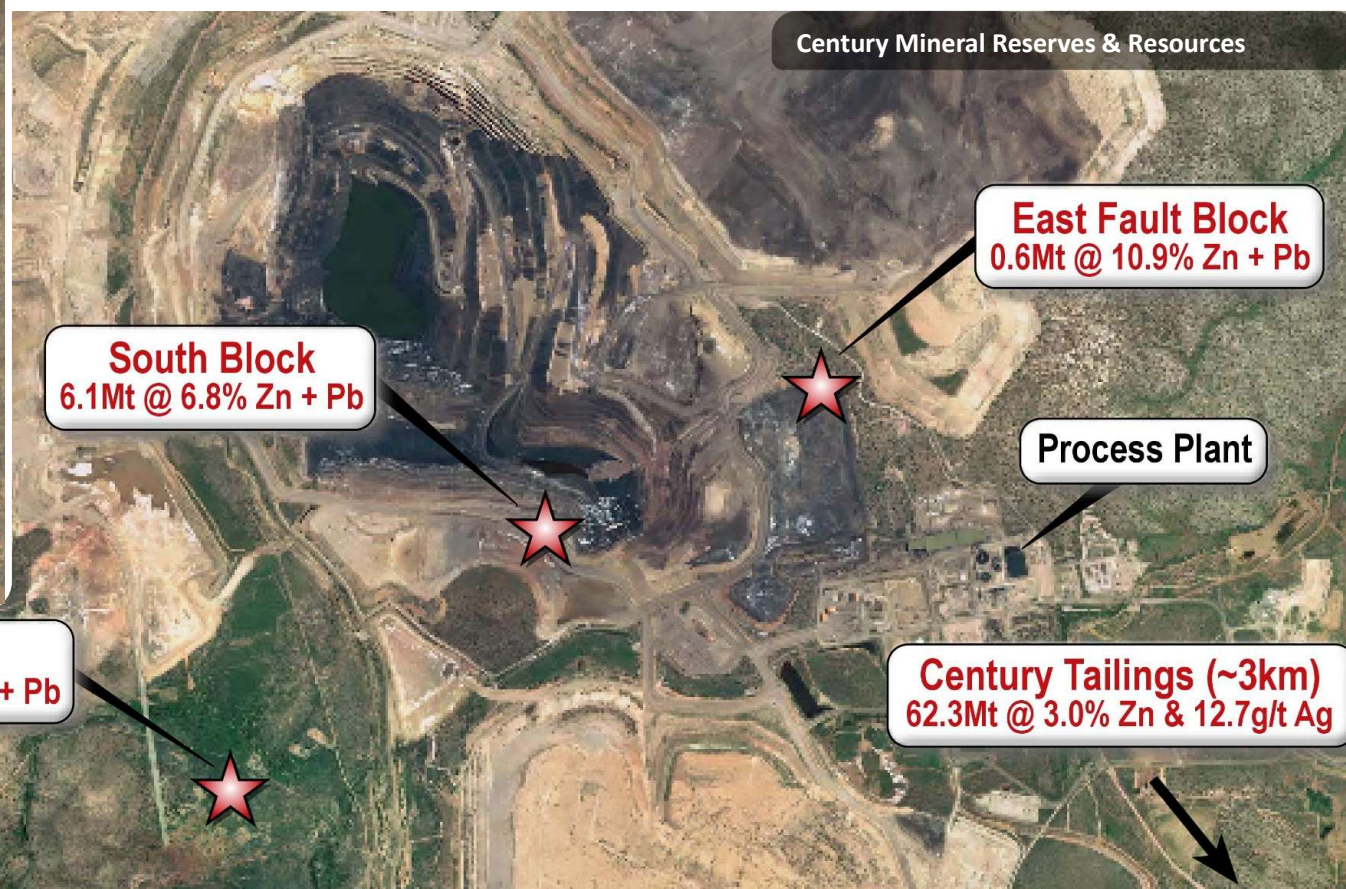 Century Mineral Reserves & Resources
East Fault Block
0.6Mt @ 10.9% Zn + Pb
South Block
6.1Mt @ 6.8% Zn + Pb
Process Plant
+ Pb
Century Tailings (~3km)
62.3Mt @ 3.0% Zn & 12.7g/t Ag